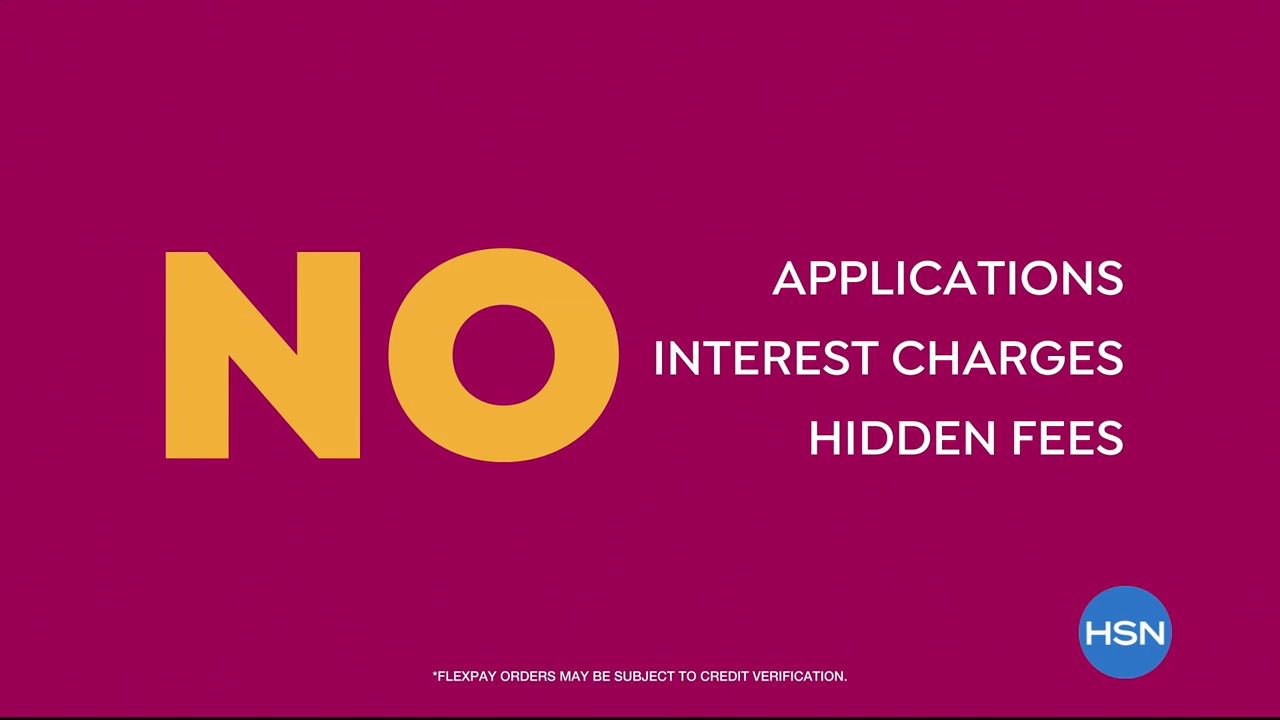 NO
APPLICATIONS
INTEREST CHARGES
HIDDEN FEES
HSN
*FLEXPAY ORDERS MAY BE SUBJECT TO CREDIT VERIFICATION.